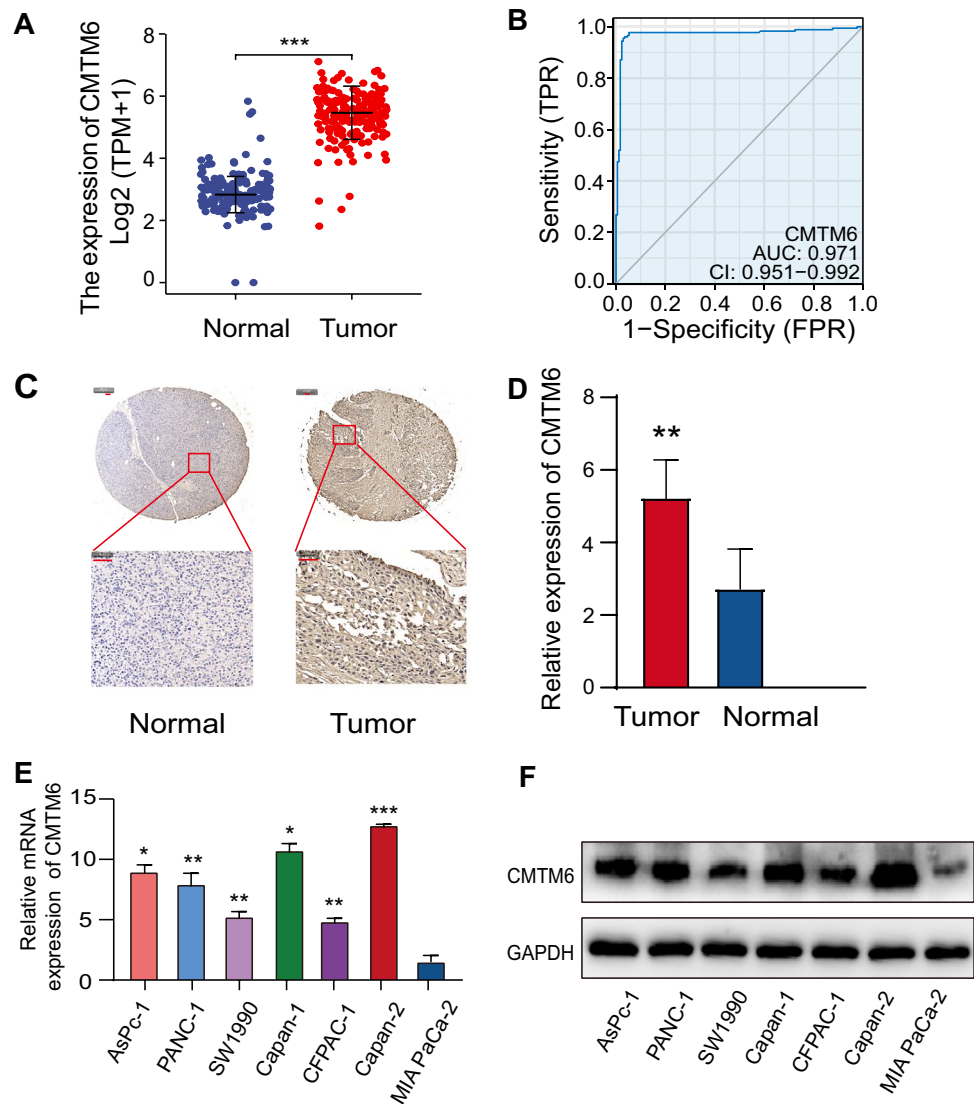 A
The expression of CMTM6
Log2 (TPM+1)
8
6
4
2
0
***
Normal
Tumor
B
Sensitivity (TPR)
1.0
0.8
0.6
0.4
0.2
0.0
CMTM6
AUC: 0.971
CI: 0.951−0.992
0.0 0.2 0.4 0.6 0.8 1.0
1−Specificity (FPR)
C
Normal
Tumor
D
Relative expression of CMTM6
8
6
4
2
0
**
Tumor
Normal
E
Relative mRNA
expression of CMTM6
15
10
5
0
*
**
**
*
**
***
AsPc-1
PANC-1
SW1990
Capan-1
CFPAC-1
Capan-2
MIA PaCa-2
F
CMTM6
GAPDH
AsPc-1
PANC-1
SW1990
Capan-1
CFPAC-1
Capan-2
MIA PaCa-2